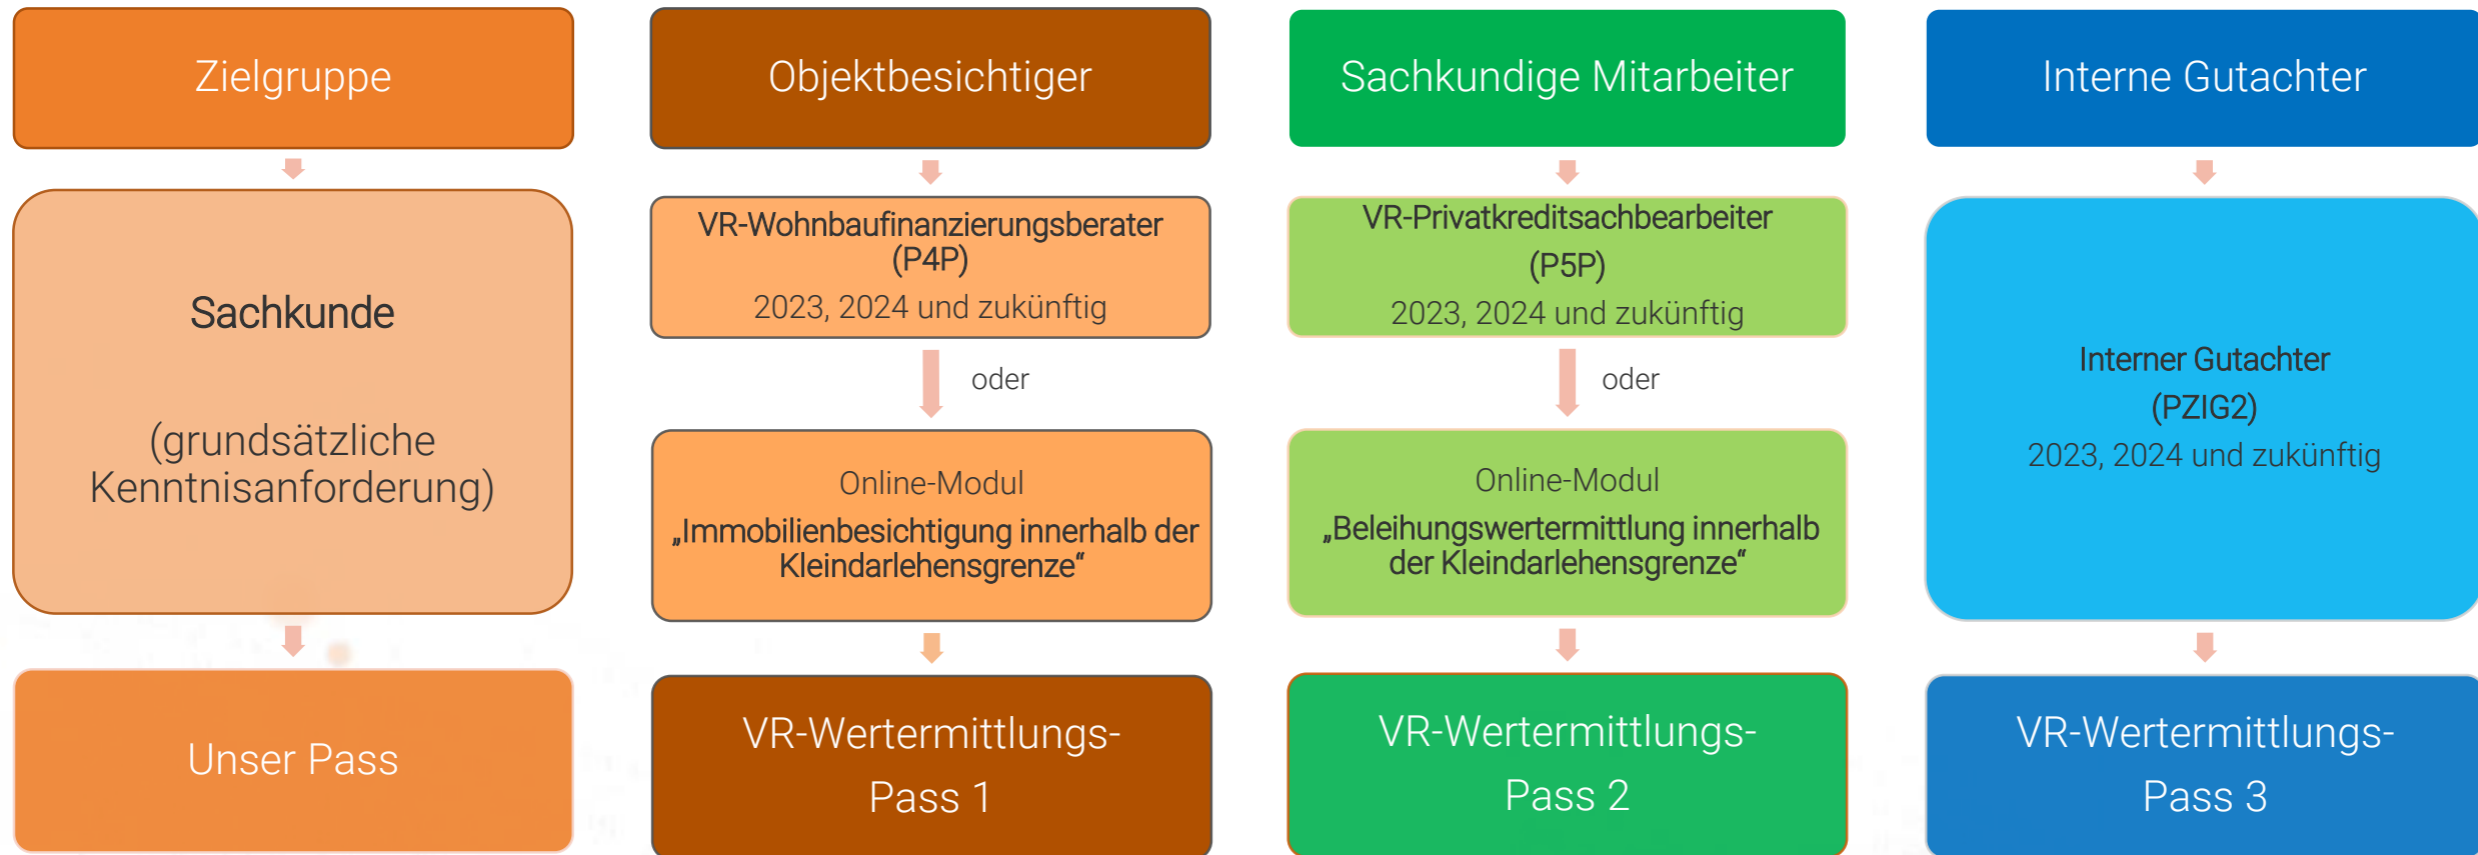 Zielgruppe
Sachkunde
(grundsätzliche
Kenntnisanforderung)
Unser Pass
Objektbesichtiger
VR-Wohnbaufinanzierungsberater
(P4P)
2023, 2024 und zukünftig
oder
Online-Modul
„Immobilienbesichtigung innerhalb der
Kleindarlehensgrenze“
VR-Wertermittlungs-
Pass 1
Sachkundige Mitarbeiter
VR-Privatkreditsachbearbeiter
(P5P)
2023, 2024 und zukünftig
oder
Online-Modul
„Beleihungswertermittlung innerhalb
der Kleindarlehensgrenze“
VR-Wertermittlungs-
Pass 2
Interne Gutachter
Interner Gutachter
(PZIG2)
2023, 2024 und zukünftig
VR-Wertermittlungs-
Pass 3